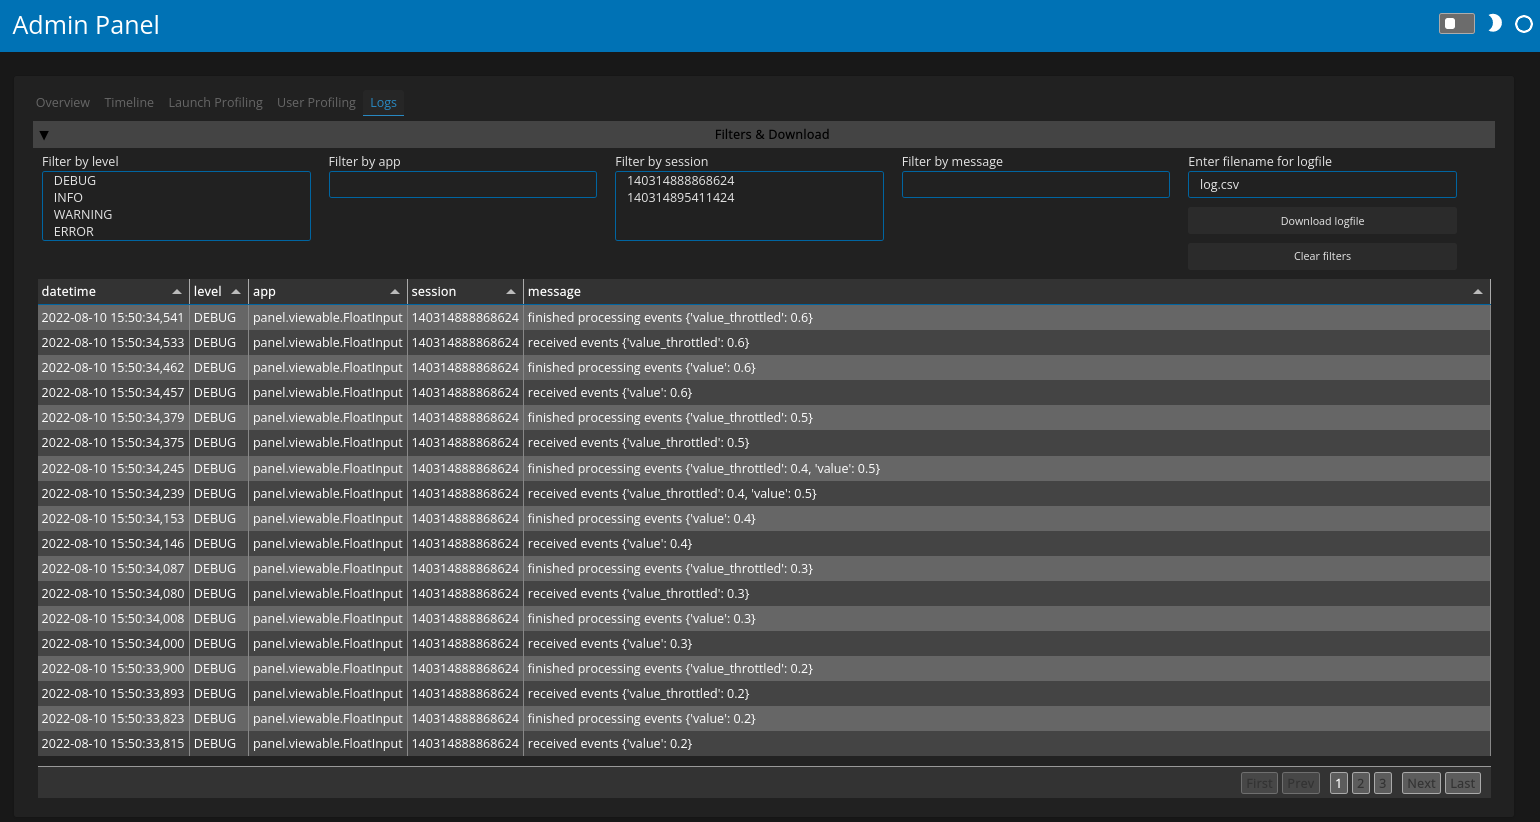 Admin Panel
Overview Timeline Launch Profiling User Profiling Logs
▼ Filters & Download
Filter by level Filter by app Filter by session Filter by message Enter filename for logfile
DEBUG 140314888868624 log.csv
INFO 140314895411424
WARNING Download logfile
ERROR
Clear filters
datetime level app session message
2022-08-10 15:50:34,541 DEBUG panel.viewable.FloatInput 140314888868624 finished processing events {'value_throttled': 0.6}
2022-08-10 15:50:34,533 DEBUG panel.viewable.FloatInput 140314888868624 received events {'value_throttled': 0.6}
2022-08-10 15:50:34,462 DEBUG panel.viewable.FloatInput 140314888868624 finished processing events {'value': 0.6}
2022-08-10 15:50:34,457 DEBUG panel.viewable.FloatInput 140314888868624 received events {'value': 0.6}
2022-08-10 15:50:34,379 DEBUG panel.viewable.FloatInput 140314888868624 finished processing events {'value_throttled': 0.5}
2022-08-10 15:50:34,375 DEBUG panel.viewable.FloatInput 140314888868624 received events {'value_throttled': 0.5}
2022-08-10 15:50:34,245 DEBUG panel.viewable.FloatInput 140314888868624 finished processing events {'value_throttled': 0.4, 'value': 0.5}
2022-08-10 15:50:34,239 DEBUG panel.viewable.FloatInput 140314888868624 received events {'value_throttled': 0.4, 'value': 0.5}
2022-08-10 15:50:34,153 DEBUG panel.viewable.FloatInput 140314888868624 finished processing events {'value': 0.4}
2022-08-10 15:50:34,146 DEBUG panel.viewable.FloatInput 140314888868624 received events {'value': 0.4}
2022-08-10 15:50:34,087 DEBUG panel.viewable.FloatInput 140314888868624 finished processing events {'value_throttled': 0.3}
2022-08-10 15:50:34,080 DEBUG panel.viewable.FloatInput 140314888868624 received events {'value_throttled': 0.3}
2022-08-10 15:50:34,008 DEBUG panel.viewable.FloatInput 140314888868624 finished processing events {'value': 0.3}
2022-08-10 15:50:34,000 DEBUG panel.viewable.FloatInput 140314888868624 received events {'value': 0.3}
2022-08-10 15:50:33,900 DEBUG panel.viewable.FloatInput 140314888868624 finished processing events {'value_throttled': 0.2}
2022-08-10 15:50:33,893 DEBUG panel.viewable.FloatInput 140314888868624 received events {'value_throttled': 0.2}
2022-08-10 15:50:33,823 DEBUG panel.viewable.FloatInput 140314888868624 finished processing events {'value': 0.2}
2022-08-10 15:50:33,815 DEBUG panel.viewable.FloatInput 140314888868624 received events {'value': 0.2}
First Prev 1 2 3 Next Last